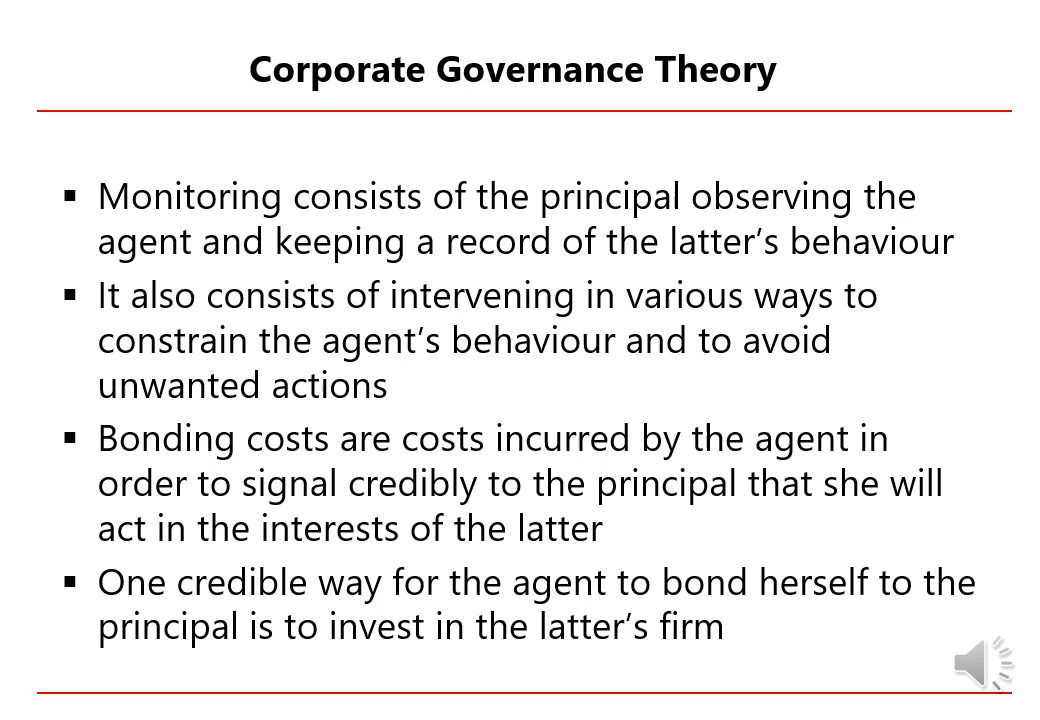 Corporate Governance Theory
▪ Monitoring consists of the principal observing the
agent and keeping a record of the latter’s behaviour
▪ It also consists of intervening in various ways to
constrain the agent’s behaviour and to avoid
unwanted actions
▪ Bonding costs are costs incurred by the agent in
order to signal credibly to the principal that she will
act in the interests of the latter
▪ One credible way for the agent to bond herself to the
principal is to invest in the latter’s firm